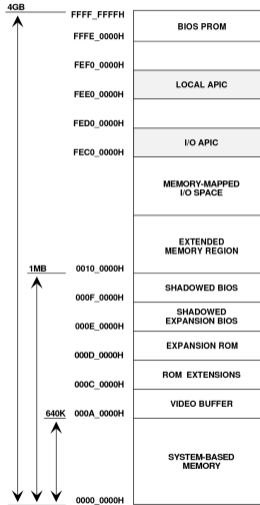 4GB
FFFF_FFFFH
BIOS PROM
FFFE_0000H
FEF0_0000H
LOCAL APIC
FEE0_0000H
FED0_0000H
I/O APIC
FEC0_0000H
MEMORY-MAPPED
I/O SPACE
EXTENDED
MEMORY REGION
1MB
0010_0000H
SHADOWED BIOS
000F_0000H
SHADOWED
EXPANSION BIOS
000E_0000H
EXPANSION ROM
000D_0000H
ROM EXTENSIONS
000C_0000H
VIDEO BUFFER
640K
000A_0000H
SYSTEM-BASED
MEMORY
0000_0000H